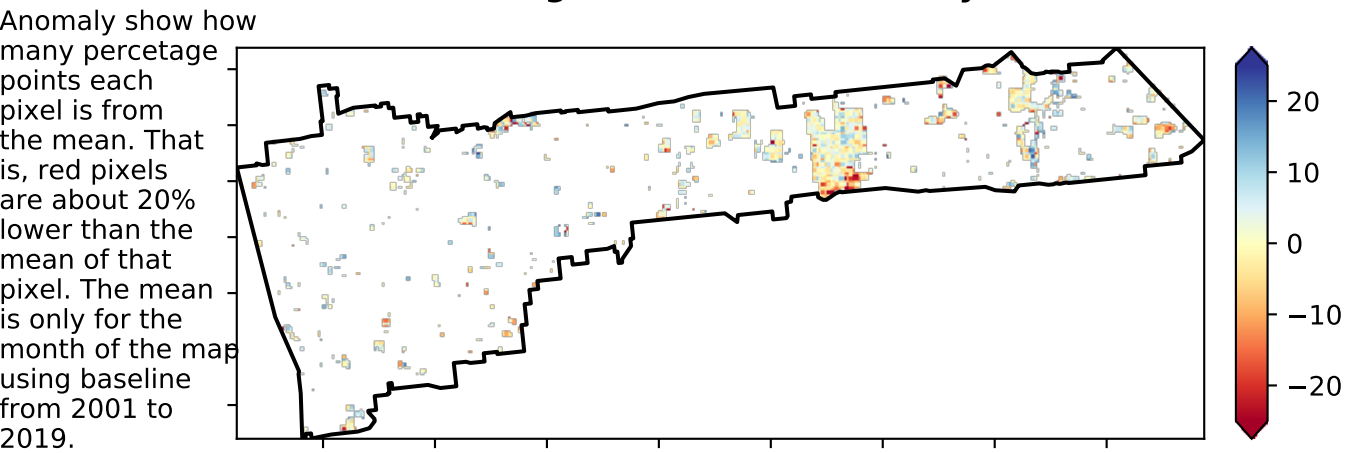 Anomaly show how
many percetage
points each
pixel is from
the mean. That
is, red pixels
are about 20%
lower than the
mean of that
pixel. The mean
is only for the
month of the map
using baseline
from 2001 to
2019.
20
10
0
−10
−20